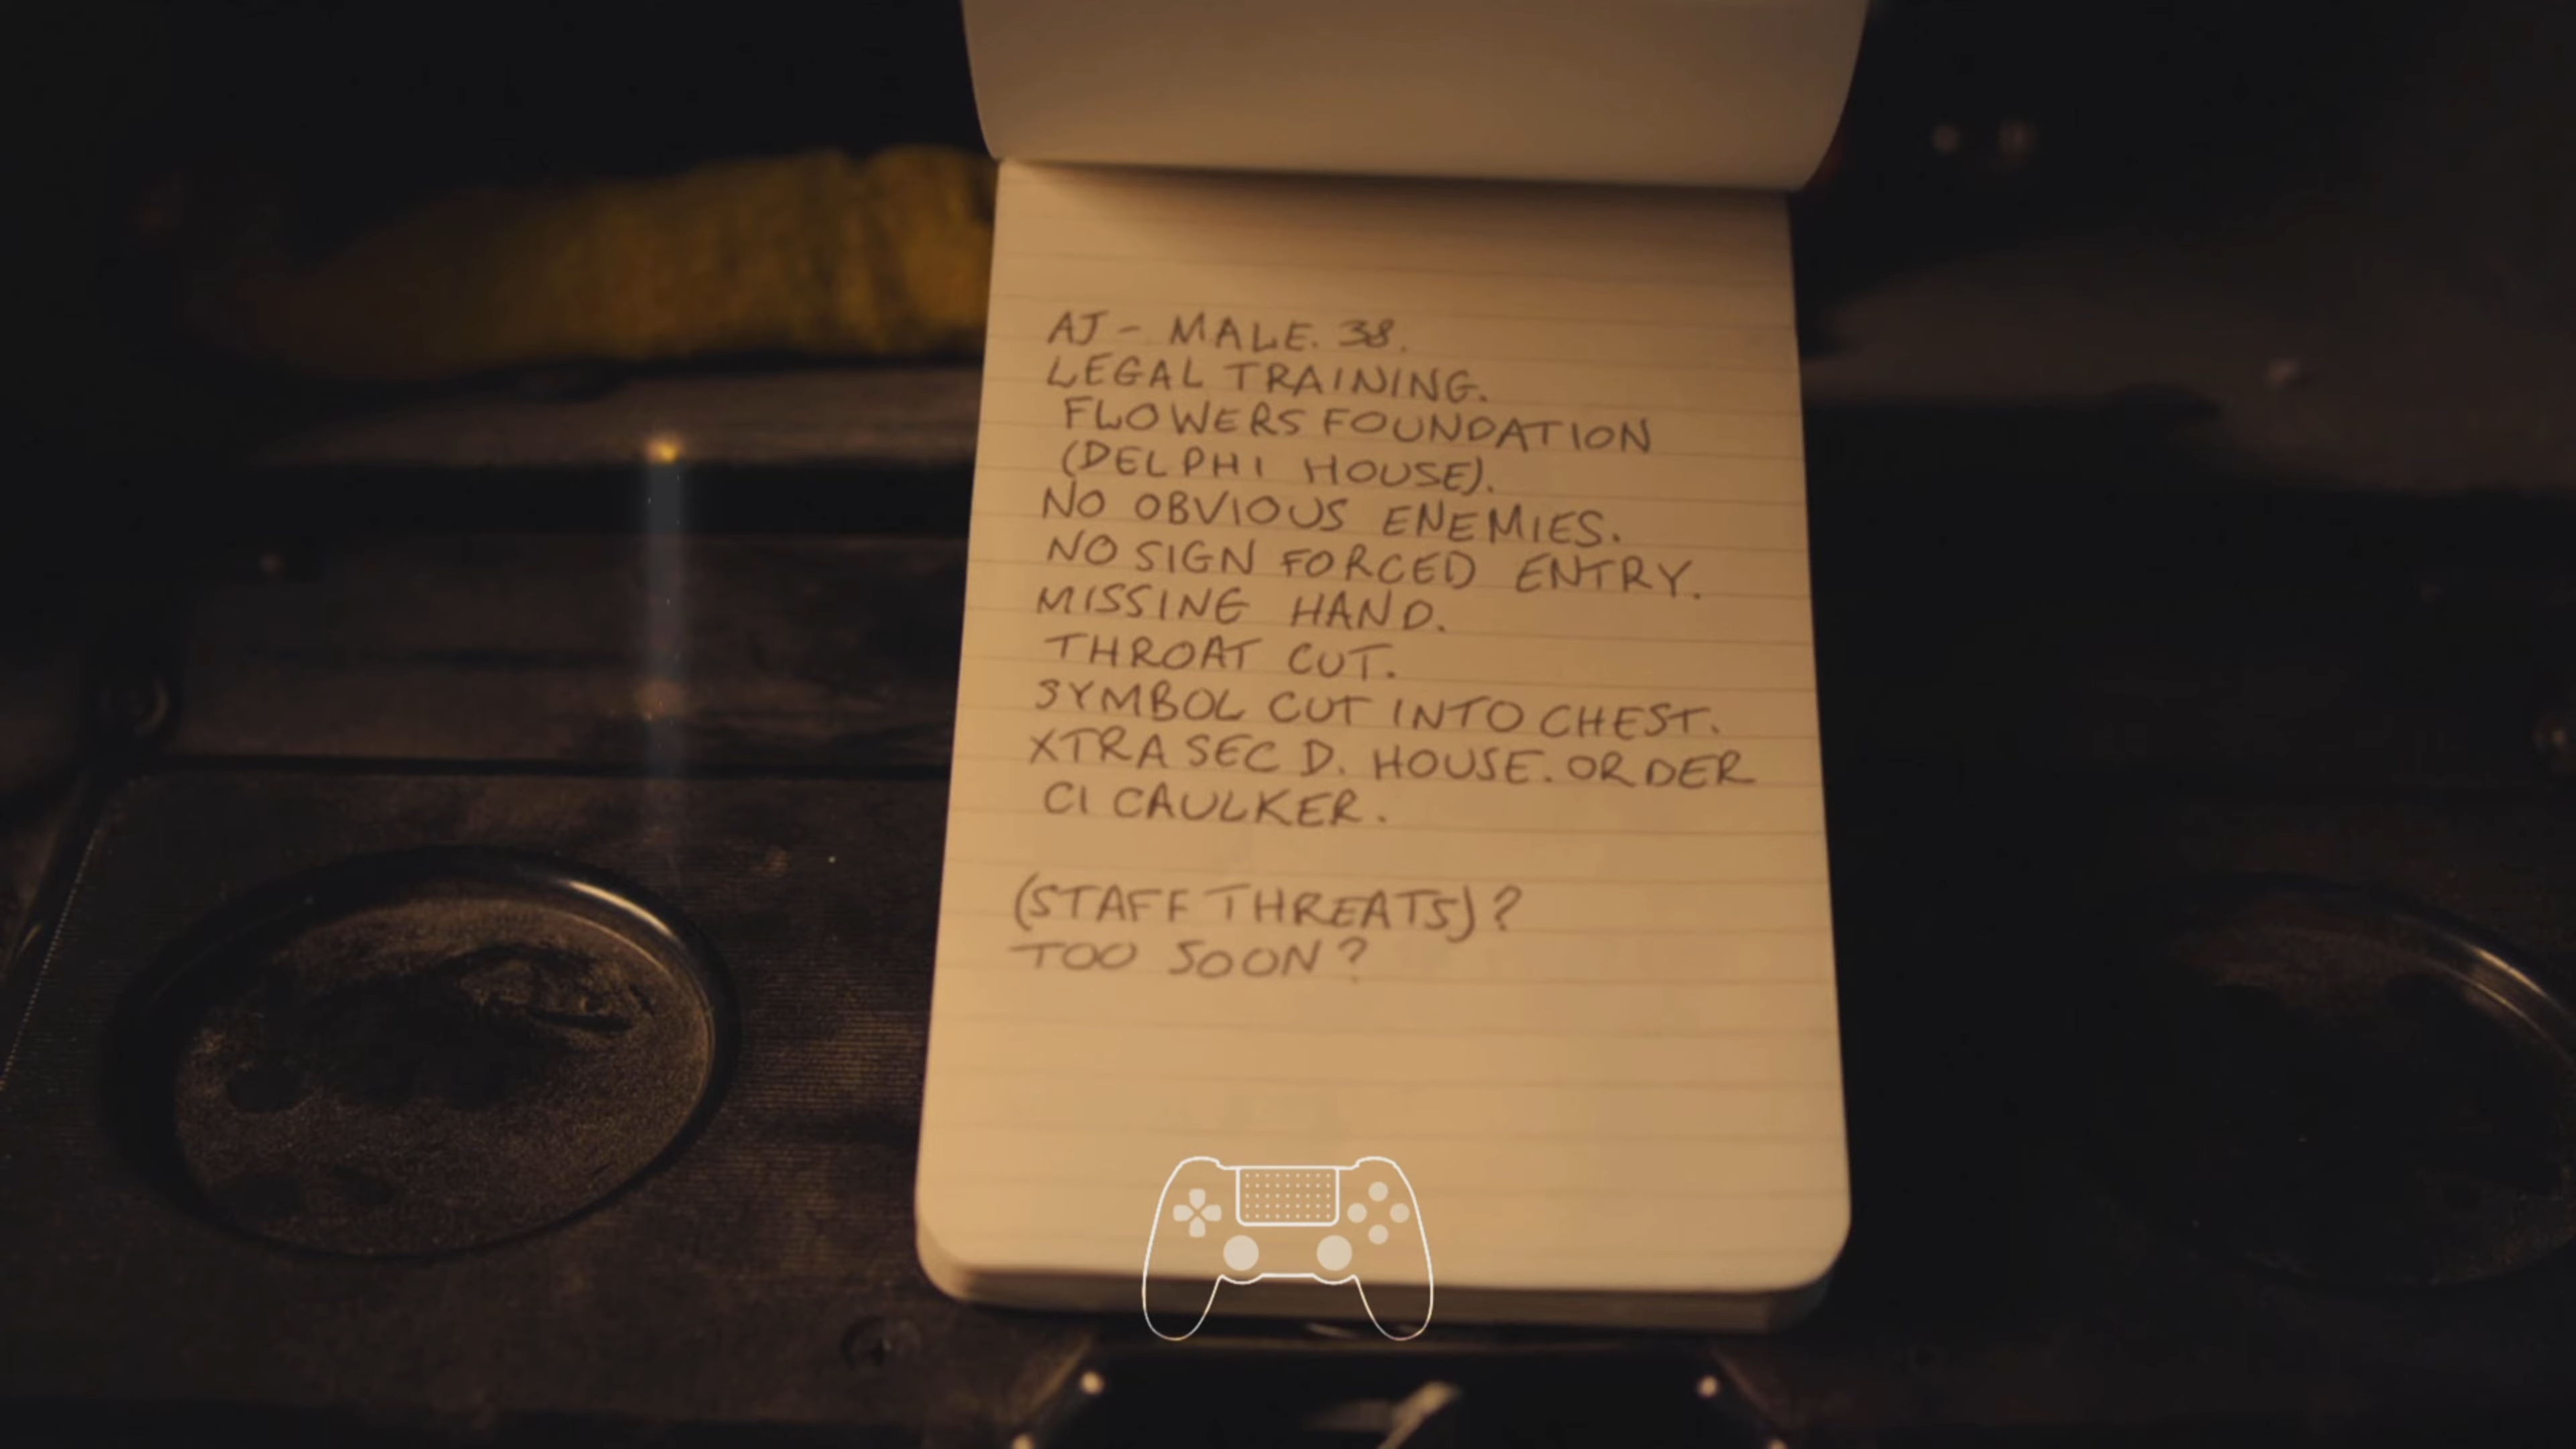 AJ - MALE. 38.
LEGAL TRAINING.
FLOWERS FOUNDATION
(DELPHI HOUSE).
NO OBVIOUS ENEMIES.
NO SIGN FORCED ENTRY.
MISSING HAND.
THROAT CUT.
SYMBOL CUT INTO CHEST.
XTRA SEC D. HOUSE. ORDER
CI CAULKER.
(STAFF THREATS)?
TOO SOON?